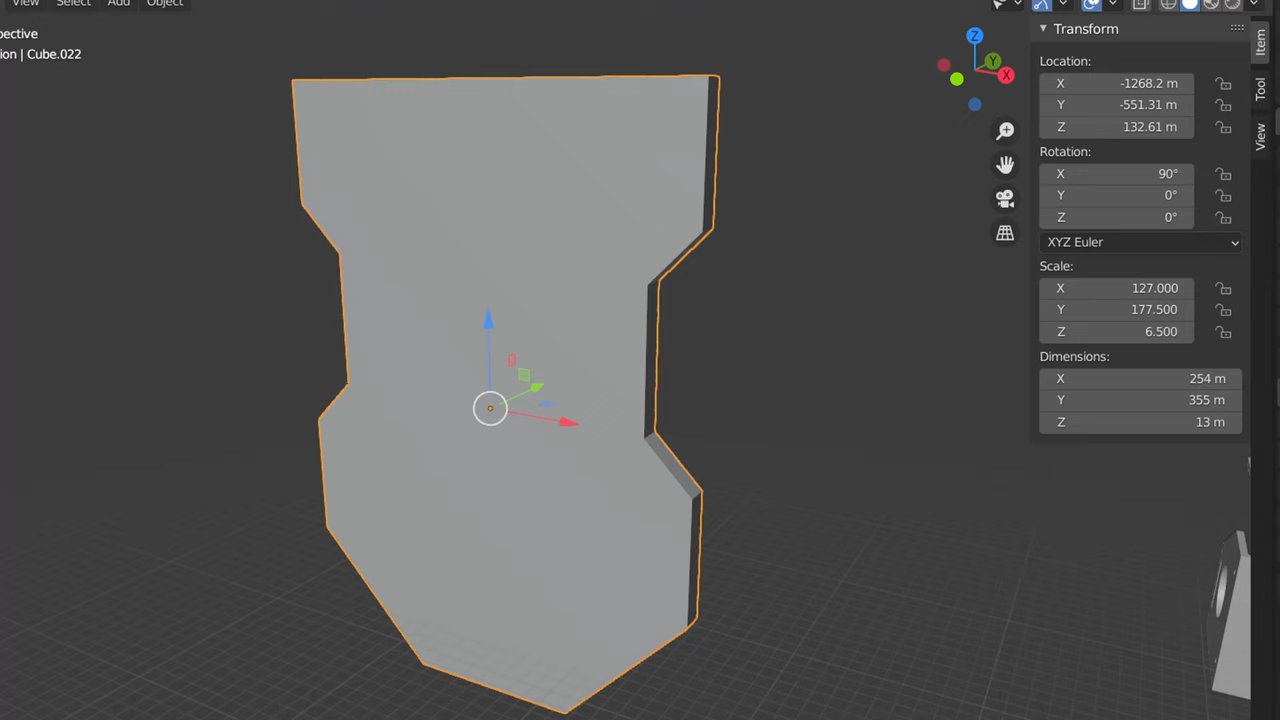 View Select Add Object
pective
ion | Cube.022
Z
Y
X
Transform
Location:
X -1268.2 m
Y -551.31 m
Z 132.61 m
Rotation:
X 90°
Y 0°
Z 0°
XYZ Euler
Scale:
X 127.000
Y 177.500
Z 6.500
Dimensions:
X 254 m
Y 355 m
Z 13 m
Item
Tool
View